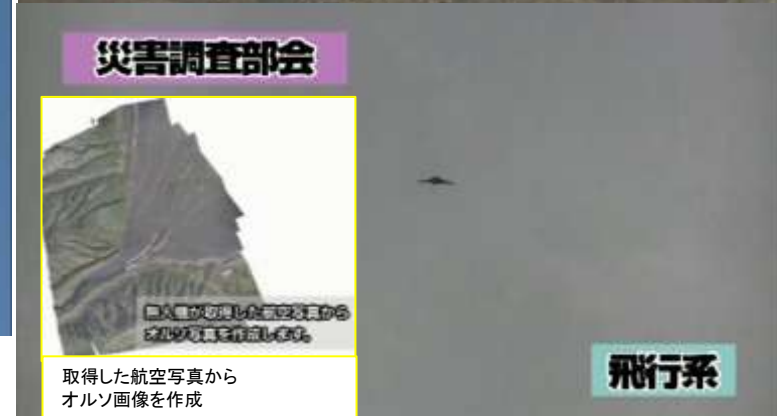 災害調査部会
無人機が取得した航空写真から
オルソ写真を作成します。
取得した航空写真から
オルソ画像を作成
飛行系